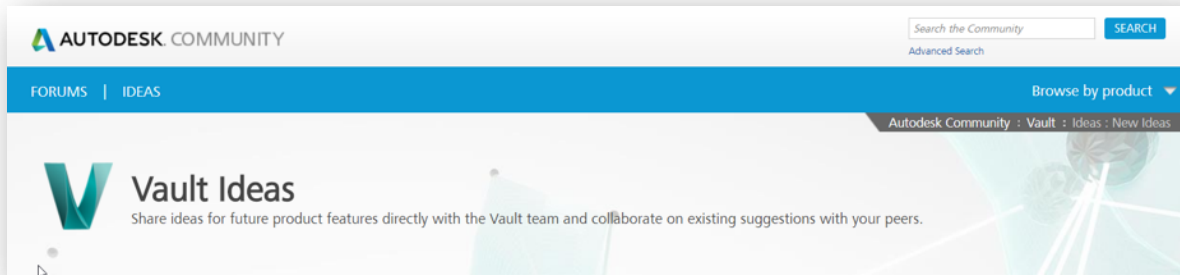 AUTODESK. COMMUNITY
Search the Community
SEARCH
Advanced Search
FORUMS | IDEAS
Browse by product
Autodesk Community : Vault : Ideas : New Ideas
Vault Ideas
Share ideas for future product features directly with the Vault team and collaborate on existing suggestions with your peers.